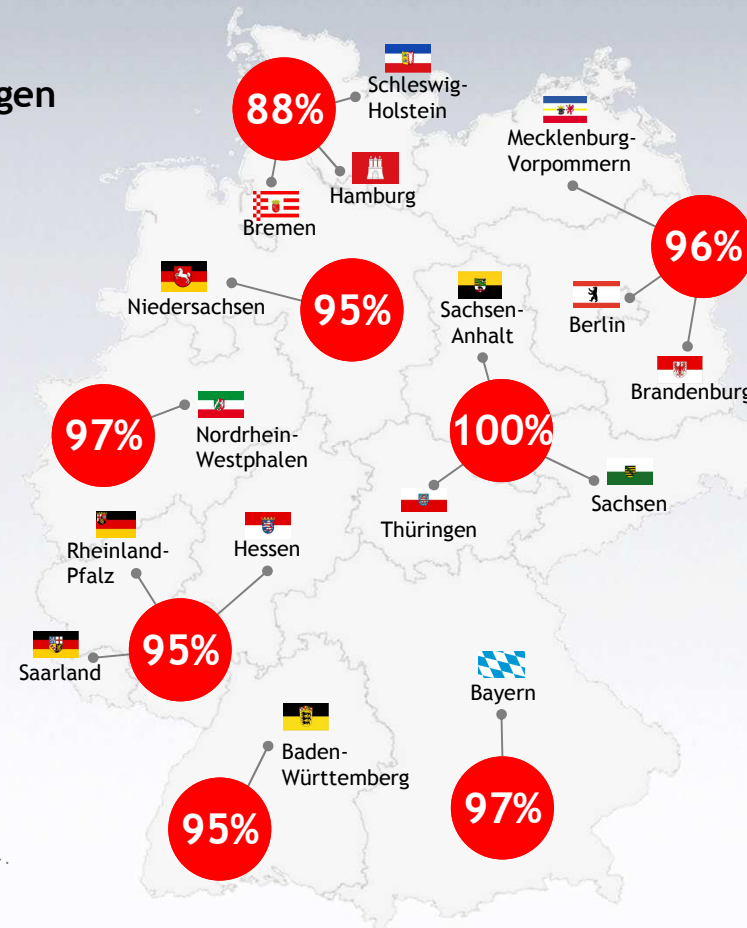 gen
88%
Schleswig-
Holstein
Hamburg
Bremen
Mecklenburg-
Vorpommern
96%
Berlin
Brandenburg
Niedersachsen
95%
Sachsen-
Anhalt
100%
Thüringen
Sachsen
97%
Nordrhein-
Westphalen
Rheinland-
Pfalz
Hessen
95%
Saarland
Baden-
Württemberg
95%
Bayern
97%